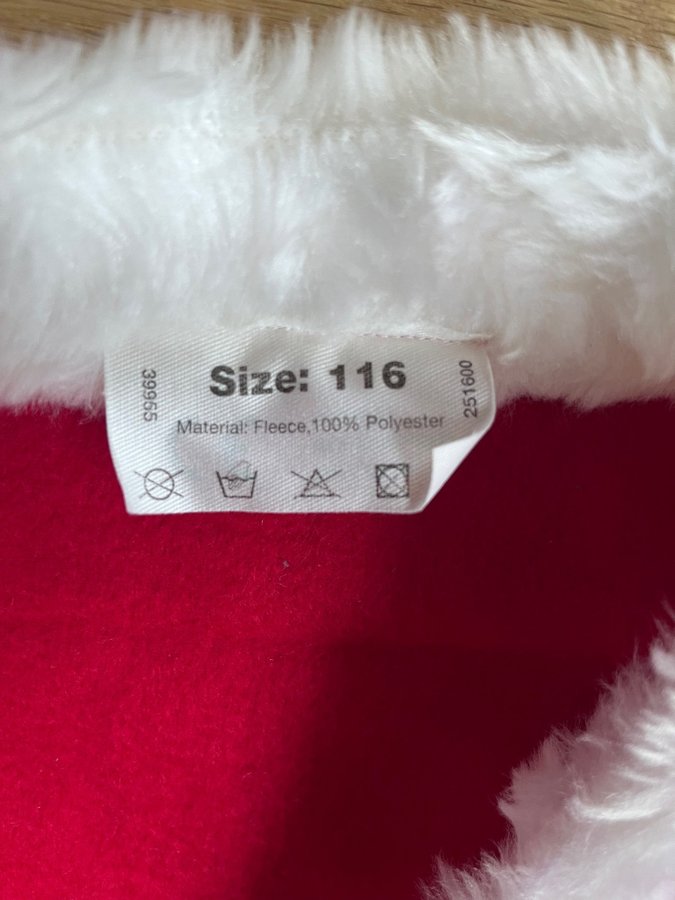 39965
Size: 116
251600
Material: Fleece,100% Polyester